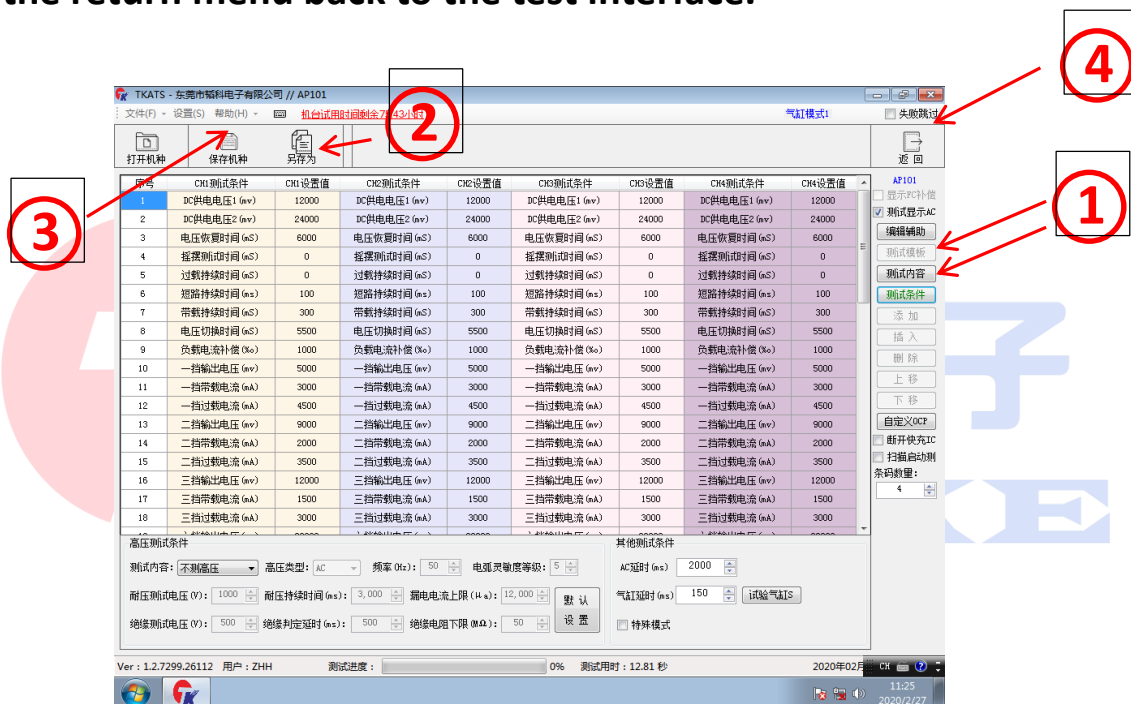 the return menu back to the test interface.
TKATS - 东莞市韬科电子有限公司 // AP101
文件(F) 设置(S) 帮助(H) 机台试用时间剩余 气缸模式1 失败跳过
打开机种 保存机种 另存为 返 回
② ③ ④ ①
序号 CH1测试条件 CH1设置值 CH2测试条件 CH2设置值 CH3测试条件 CH3设置值 CH4测试条件 CH4设置值
1 DC供电电压1(mv) 12000 DC供电电压1(mv) 12000 DC供电电压1(mv) 12000 DC供电电压1(mv) 12000
2 DC供电电压2(mv) 24000 DC供电电压2(mv) 24000 DC供电电压2(mv) 24000 DC供电电压2(mv) 24000
3 电压恢复时间(mS) 6000 电压恢复时间(mS) 6000 电压恢复时间(mS) 6000 电压恢复时间(mS) 6000
4 摇摆测试时间(mS) 0 摇摆测试时间(mS) 0 摇摆测试时间(mS) 0 摇摆测试时间(mS) 0
5 过载持续时间(mS) 0 过载持续时间(mS) 0 过载持续时间(mS) 0 过载持续时间(mS) 0
6 短路持续时间(ms) 100 短路持续时间(ms) 100 短路持续时间(ms) 100 短路持续时间(ms) 100
7 带载持续时间(mS) 300 带载持续时间(mS) 300 带载持续时间(mS) 300 带载持续时间(mS) 300
8 电压切换时间(mS) 5500 电压切换时间(mS) 5500 电压切换时间(mS) 5500 电压切换时间(mS) 5500
9 负载电流补偿(‰) 1000 负载电流补偿(‰) 1000 负载电流补偿(‰) 1000 负载电流补偿(‰) 1000
10 一挡输出电压(mv) 5000 一挡输出电压(mv) 5000 一挡输出电压(mv) 5000 一挡输出电压(mv) 5000
11 一挡带载电流(mA) 3000 一挡带载电流(mA) 3000 一挡带载电流(mA) 3000 一挡带载电流(mA) 3000
12 一挡过载电流(mA) 4500 一挡过载电流(mA) 4500 一挡过载电流(mA) 4500 一挡过载电流(mA) 4500
13 二挡输出电压(mv) 9000 二挡输出电压(mv) 9000 二挡输出电压(mv) 9000 二挡输出电压(mv) 9000
14 二挡带载电流(mA) 2000 二挡带载电流(mA) 2000 二挡带载电流(mA) 2000 二挡带载电流(mA) 2000
15 二挡过载电流(mA) 3500 二挡过载电流(mA) 3500 二挡过载电流(mA) 3500 二挡过载电流(mA) 3500
16 三挡输出电压(mv) 12000 三挡输出电压(mv) 12000 三挡输出电压(mv) 12000 三挡输出电压(mv) 12000
17 三挡带载电流(mA) 1500 三挡带载电流(mA) 1500 三挡带载电流(mA) 1500 三挡带载电流(mA) 1500
18 三挡过载电流(mA) 3000 三挡过载电流(mA) 3000 三挡过载电流(mA) 3000 三挡过载电流(mA) 3000
AP101
显示FC补偿
测试显示AC
编辑辅助
测试模板
测试内容
测试条件
添 加
插 入
删 除
上 移
下 移
自定义OCP
断开快充IC
扫描启动测
条码数量：
4
高压测试条件
测试内容： 不测高压 高压类型： AC 频率(Hz)： 50 电弧灵敏度等级： 5
耐压测试电压(V)： 1000 耐压持续时间(ms)： 3,000 漏电电流上限(μa)： 12,000
绝缘测试电压(V)： 500 绝缘判定延时(ms)： 500 绝缘电阻下限(MΩ)： 50
默 认
设 置
其他测试条件
AC延时(ms) 2000
气缸延时(ms) 150 试验气缸S
特殊模式
Ver：1.2.7299.26112 用户：ZHH 测试进度： 0% 测试用时：12.81 秒 2020年02月 CH
11:25
2020/2/27